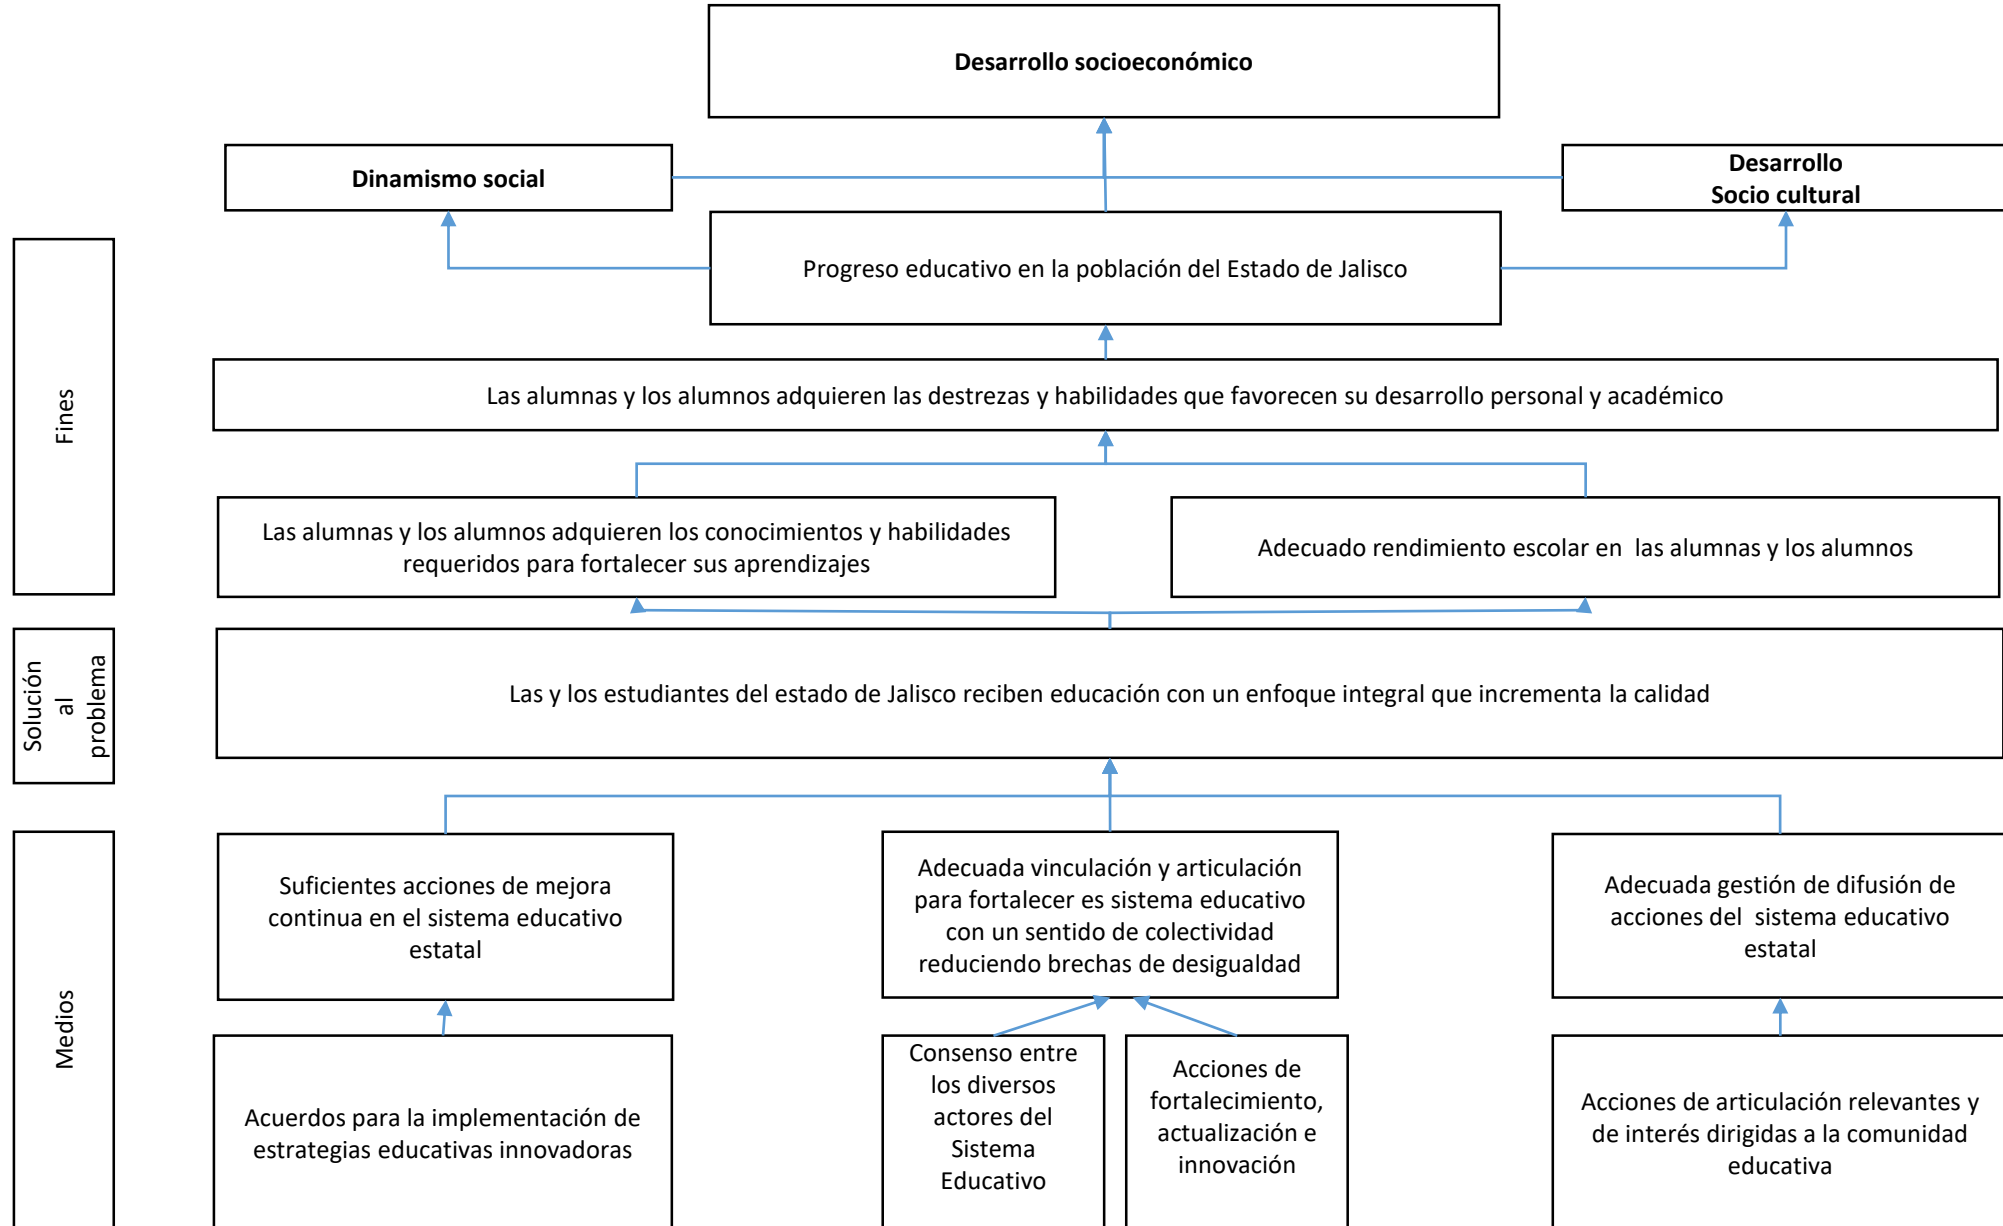 Desarrollo socioeconómico
Dinamismo social
Desarrollo
Socio cultural
Progreso educativo en la población del Estado de Jalisco
Fines
Las alumnas y los alumnos adquieren las destrezas y habilidades que favorecen su desarrollo personal y académico
Las alumnas y los alumnos adquieren los conocimientos y habilidades
requeridos para fortalecer sus aprendizajes
Adecuado rendimiento escolar en  las alumnas y los alumnos
Solución
al
problema
Las y los estudiantes del estado de Jalisco reciben educación con un enfoque integral que incrementa la calidad
Medios
Suficientes acciones de mejora
continua en el sistema educativo
estatal
Adecuada vinculación y articulación
para fortalecer es sistema educativo
con un sentido de colectividad
reduciendo brechas de desigualdad
Adecuada gestión de difusión de
acciones del  sistema educativo
estatal
Acuerdos para la implementación de
estrategias educativas innovadoras
Consenso entre
los diversos
actores del
Sistema
Educativo
Acciones de
fortalecimiento,
actualización e
innovación
Acciones de articulación relevantes y
de interés dirigidas a la comunidad
educativa